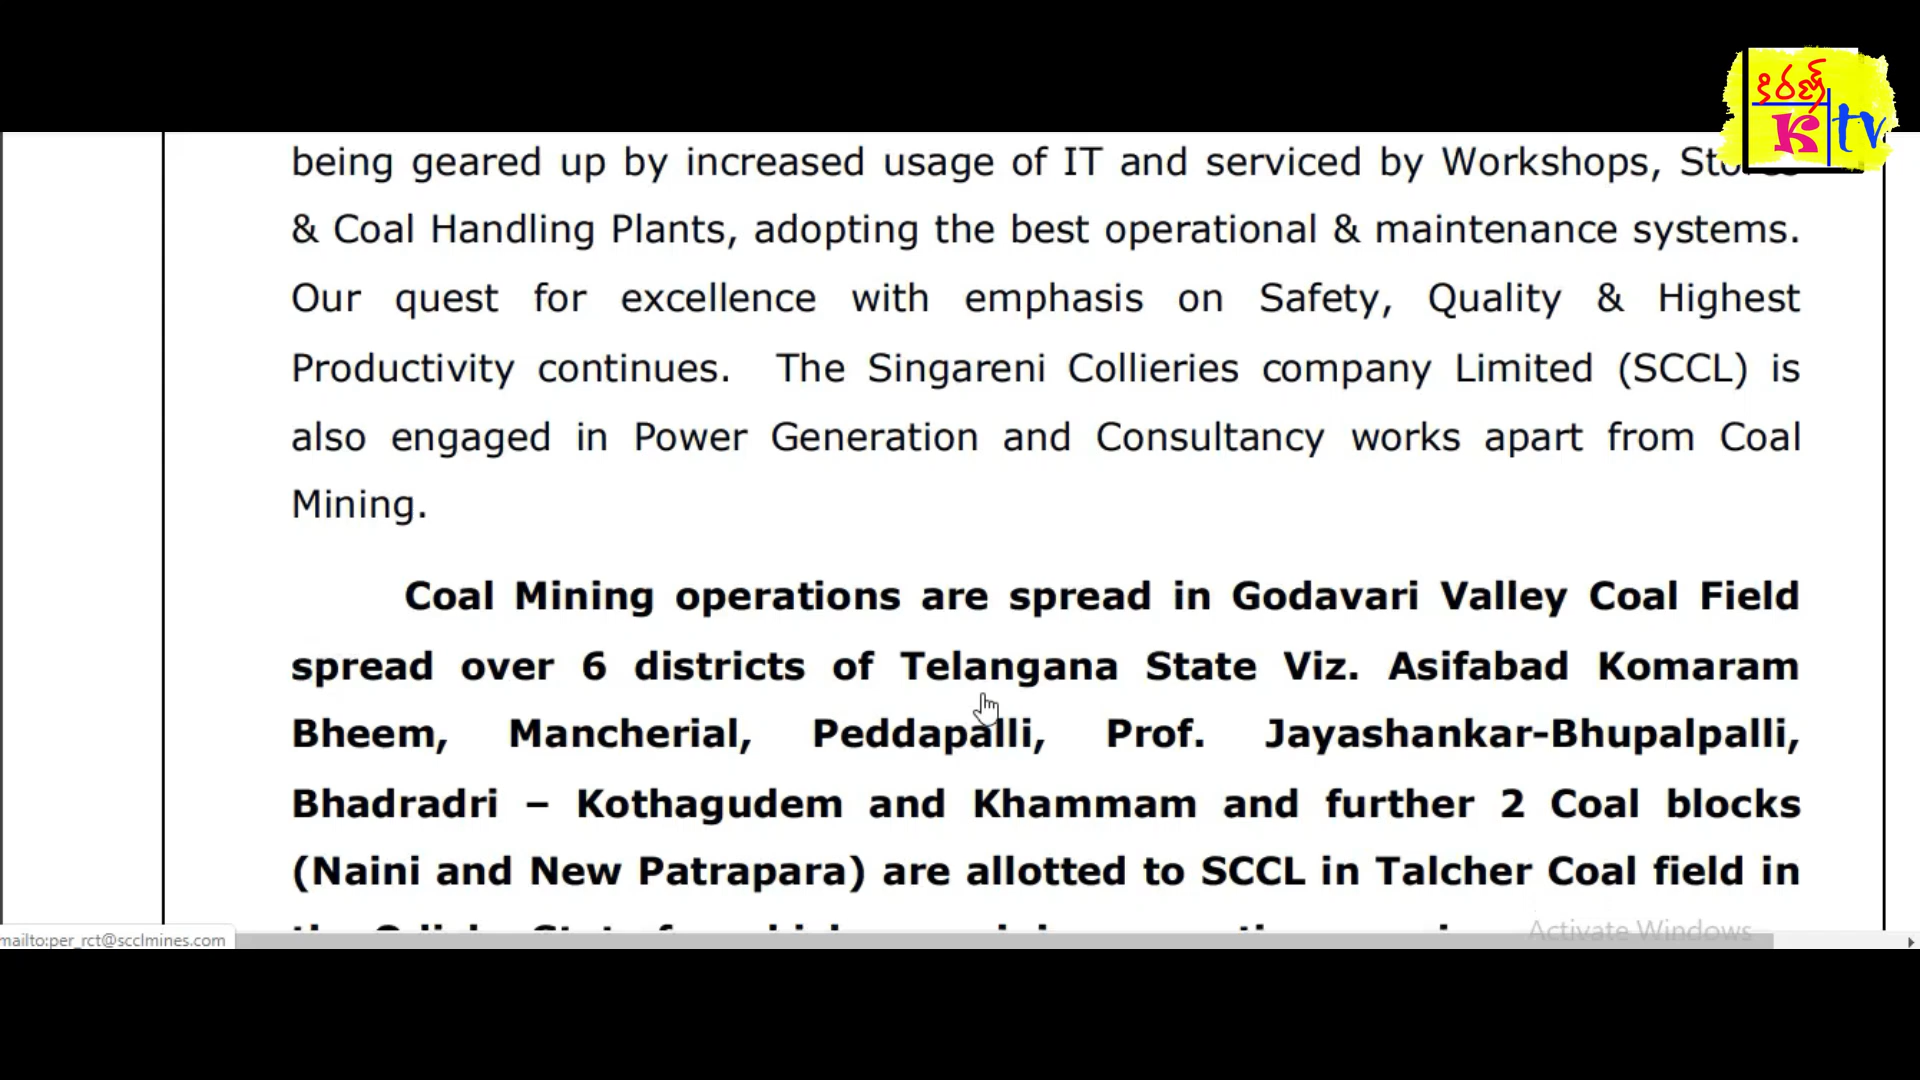 కిరణ్
K tv
being geared up by increased usage of IT and serviced by Workshops,
& Coal Handling Plants, adopting the best operational & maintenance systems.
Our quest for excellence with emphasis on Safety, Quality & Highest
Productivity continues. The Singareni Collieries company Limited (SCCL) is
also engaged in Power Generation and Consultancy works apart from Coal
Mining.
Coal Mining operations are spread in Godavari Valley Coal Field
spread over 6 districts of Telangana State Viz. Asifabad Komaram
Bheem, Mancherial, Peddapalli, Prof. Jayashankar-Bhupalpalli,
Bhadradri – Kothagudem and Khammam and further 2 Coal blocks
(Naini and New Patrapara) are allotted to SCCL in Talcher Coal field in
mailto:per_rct@scclmines.com
Activate Windows